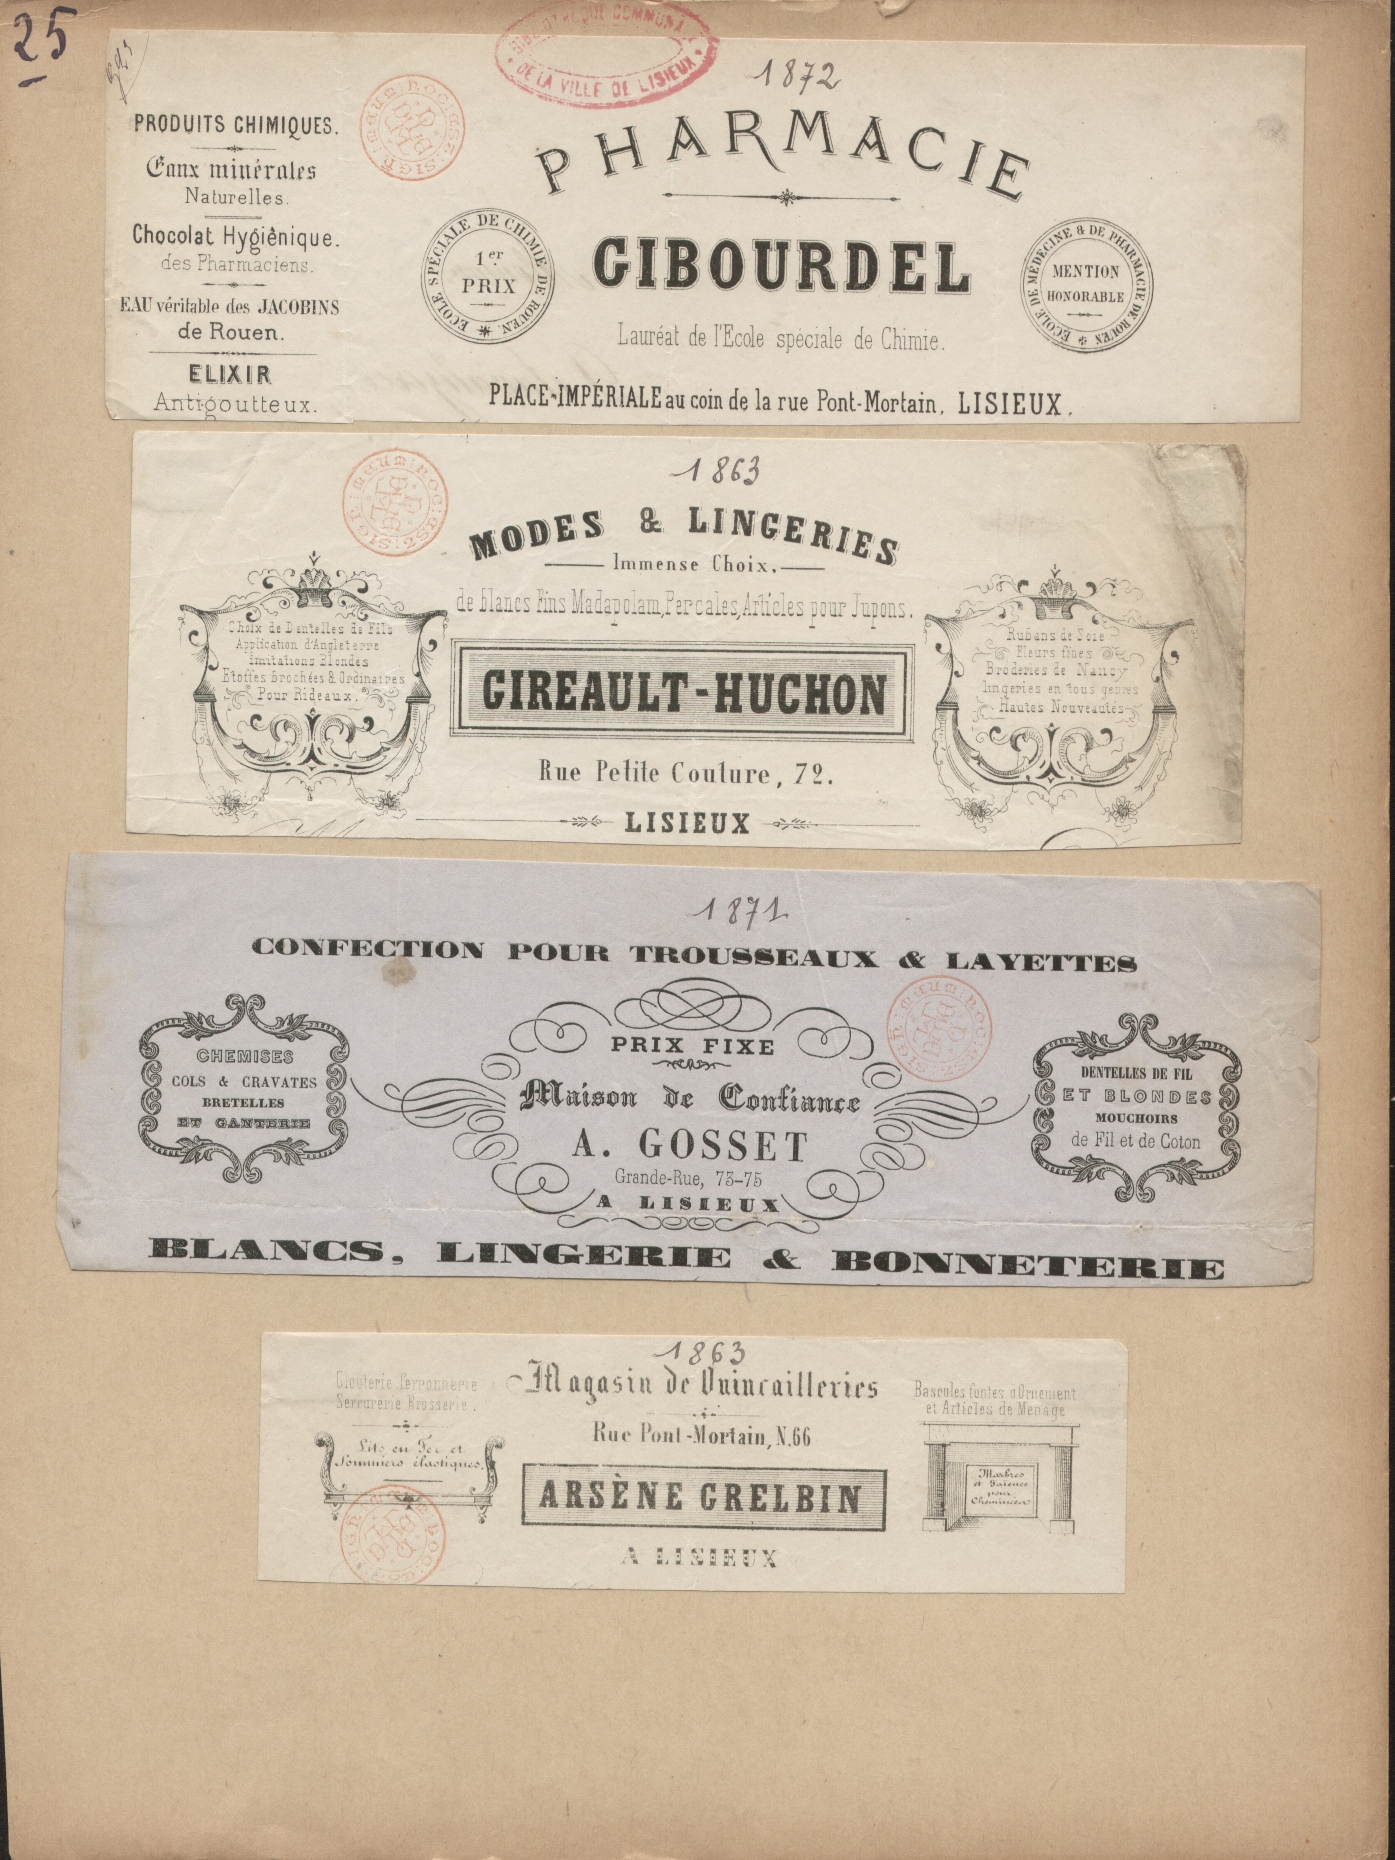 25
BIBLIOTHEQUE COMMUNALE
DE LA VILLE DE LISIEUX
1872
PRODUITS CHIMIQUES.
Eaux minérales
Naturelles.
Chocolat Hygiênique.
des Pharmaciens.
EAU véritable des JACOBINS
de Rouen.
ELIXIR
Antigoutteux.
PHARMACIE
ECOLE SPÉCIALE DE CHIMIE DE ROUEN.
1er
PRIX
GIBOURDEL
ECOLE DE MÉDECINE & DE PHARMACIE DE ROUEN
MENTION
HONORABLE
Lauréat de l'Ecole spéciale de Chimie.
PLACE-IMPÉRIALE au coin de la rue Pont-Mortain, LISIEUX.
1863
MODES & LINGERIES
Immense Choix.
de blancs Fins Madapolam, Percales, Articles pour Jupons.
Choix de Dentelles de Fils
Application d'Angleterre
Imitations Blondes
Etoffes brochées & Ordinaires
Pour Rideaux.
GIREAULT-HUCHON
Rubans de Soie
Fleurs fines
Broderies de Nancy
lingeries en tous genres
Hautes Nouveautés
Rue Petite Couture, 72.
LISIEUX
1871
CONFECTION POUR TROUSSEAUX & LAYETTES
CHEMISES
COLS & CRAVATES
BRETELLES
ET GANTERIE
PRIX FIXE
Maison de Confiance
A. GOSSET
Grande-Rue, 73-75
A LISIEUX
DENTELLES DE FIL
ET BLONDES
MOUCHOIRS
de Fil et de Coton
BLANCS, LINGERIE & BONNETERIE
1863
Clouterie Ferronnerie
Serrurerie Brosserie.
Lits en Fer et
Sommiers élastiques.
Magasin de Quincailleries
Rue Pont-Mortain, N.66
ARSÈNE GRELBIN
A LISIEUX
Bascules fontes d'Ornement
et Articles de Ménage
Marbres
et Faïences
pour
Cheminées